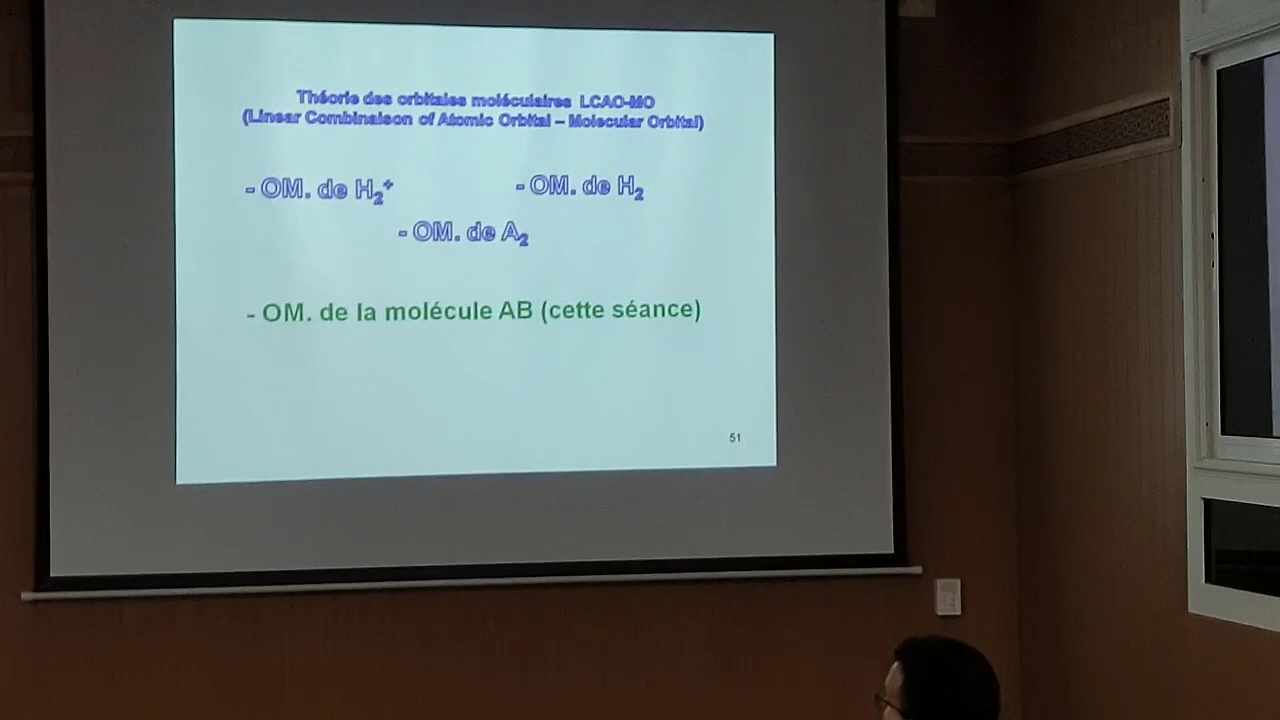 Théorie des orbitales moléculaires LCAO-MO
(Linear Combinaison of Atomic Orbital – Molecular Orbital)
- OM. de H₂⁺
- OM. de H₂
- OM. de A₂
- OM. de la molécule AB (cette séance)
51